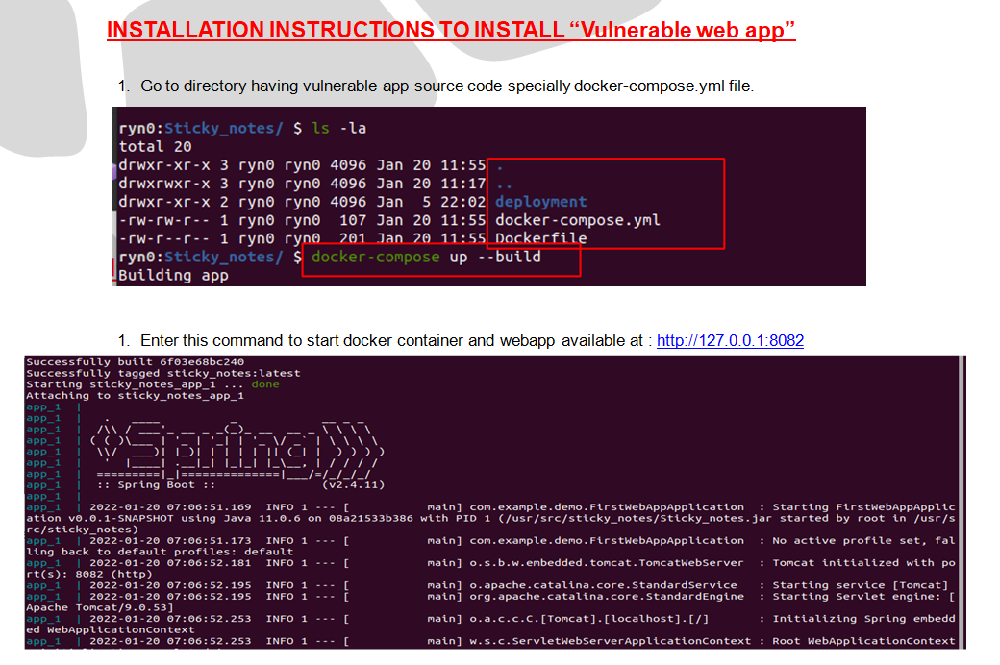 INSTALLATION INSTRUCTIONS TO INSTALL “Vulnerable web app”
1. Go to directory having vulnerable app source code specially docker-compose.yml file.
ryn0:Sticky_notes/ $ ls -la
total 20
drwxr-xr-x 3 ryn0 ryn0 4096 Jan 20 11:55 .
drwxrwxr-x 3 ryn0 ryn0 4096 Jan 20 11:17 ..
drwxr-xr-x 2 ryn0 ryn0 4096 Jan  5 22:02 deployment
-rw-rw-r-- 1 ryn0 ryn0  107 Jan 20 11:55 docker-compose.yml
-rw-r--r-- 1 ryn0 ryn0  201 Jan 20 11:55 Dockerfile
ryn0:Sticky_notes/ $ docker-compose up --build
Building app
1. Enter this command to start docker container and webapp available at : http://127.0.0.1:8082
Successfully built 6f03e68bc240
Successfully tagged sticky_notes:latest
Starting sticky_notes_app_1 ... done
Attaching to sticky_notes_app_1
app_1  |
app_1  |   .   ____          _            __ _ _
app_1  |  /\\ / ___'_ __ _ _(_)_ __  __ _ \ \ \ \
app_1  | ( ( )\___ | '_ | '_| | '_ \/ _` | \ \ \ \
app_1  |  \\/  ___)| |_)| | | | | || (_| |  ) ) ) )
app_1  |   '  |____| .__|_| |_|_| |_\__, | / / / /
app_1  |  =========|_|==============|___/=/_/_/_/
app_1  |  :: Spring Boot ::                (v2.4.11)
app_1  |
app_1  | 2022-01-20 07:06:51.169  INFO 1 --- [           main] com.example.demo.FirstWebAppApplication  : Starting FirstWebAppApplic
ation v0.0.1-SNAPSHOT using Java 11.0.6 on 08a21533b386 with PID 1 (/usr/src/sticky_notes/Sticky_notes.jar started by root in /usr/s
rc/sticky_notes)
app_1  | 2022-01-20 07:06:51.173  INFO 1 --- [           main] com.example.demo.FirstWebAppApplication  : No active profile set, fal
ling back to default profiles: default
app_1  | 2022-01-20 07:06:52.181  INFO 1 --- [           main] o.s.b.w.embedded.tomcat.TomcatWebServer  : Tomcat initialized with po
rt(s): 8082 (http)
app_1  | 2022-01-20 07:06:52.195  INFO 1 --- [           main] o.apache.catalina.core.StandardService   : Starting service [Tomcat]
app_1  | 2022-01-20 07:06:52.195  INFO 1 --- [           main] org.apache.catalina.core.StandardEngine  : Starting Servlet engine: [
Apache Tomcat/9.0.53]
app_1  | 2022-01-20 07:06:52.253  INFO 1 --- [           main] o.a.c.c.C.[Tomcat].[localhost].[/]       : Initializing Spring embedd
ed WebApplicationContext
app_1  | 2022-01-20 07:06:52.253  INFO 1 --- [           main] w.s.c.ServletWebServerApplicationContext : Root WebApplicationContext